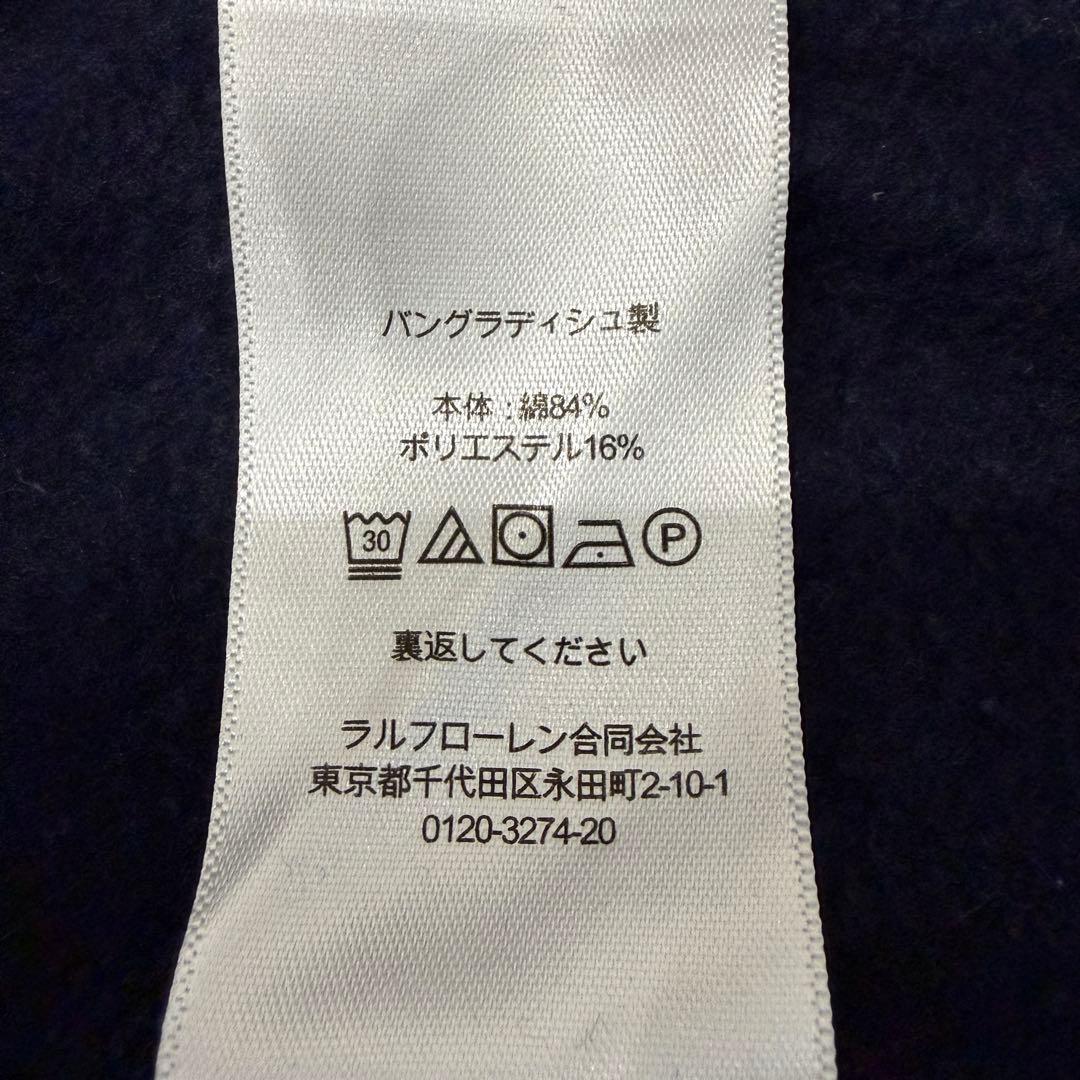 バングラディシュ製
本体 : 綿84%
ポリエステル16%
30 P
裏返してください
ラルフローレン合同会社
東京都千代田区永田町2-10-1
0120-3274-20